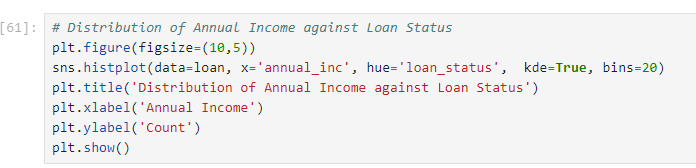 [61]: # Distribution of Annual Income against Loan Status
plt.figure(figsize=(10,5))
sns.histplot(data=loan, x='annual_inc', hue='loan_status',  kde=True, bins=20)
plt.title('Distribution of Annual Income against Loan Status')
plt.xlabel('Annual Income')
plt.ylabel('Count')
plt.show()